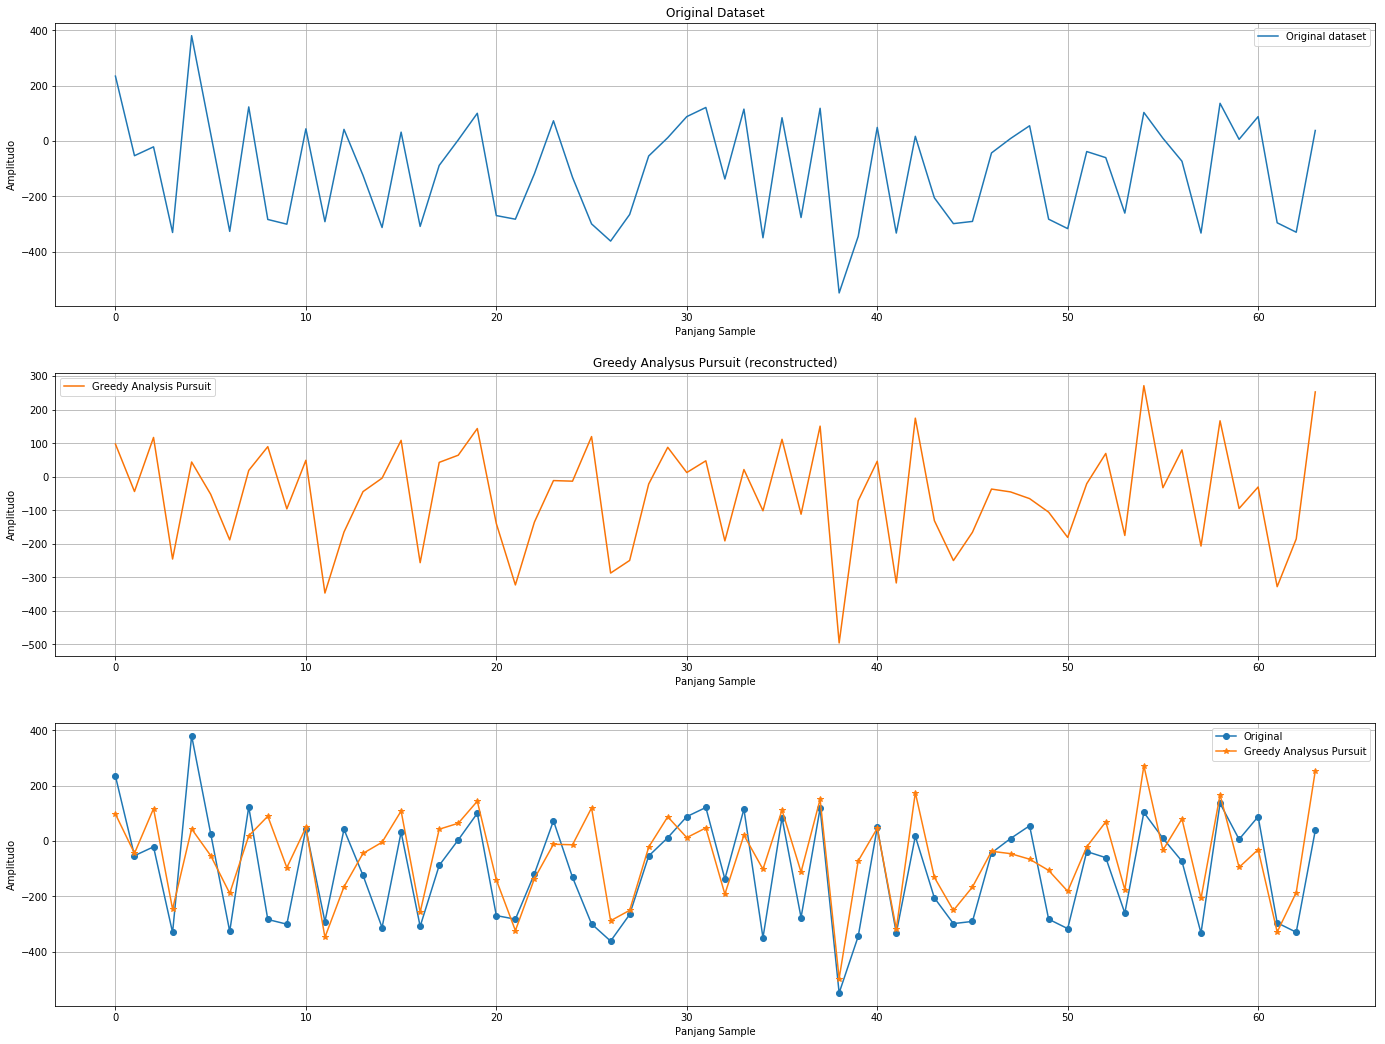 Original Dataset
Original dataset
400
200
0
−200
−400
Amplitudo
0 10 20 30 40 50 60
Panjang Sample
Greedy Analysus Pursuit (reconstructed)
Greedy Analysis Pursuit
300
200
100
0
−100
−200
−300
−400
−500
Amplitudo
0 10 20 30 40 50 60
Panjang Sample
Original
Greedy Analysus Pursuit
400
200
0
−200
−400
Amplitudo
0 10 20 30 40 50 60
Panjang Sample